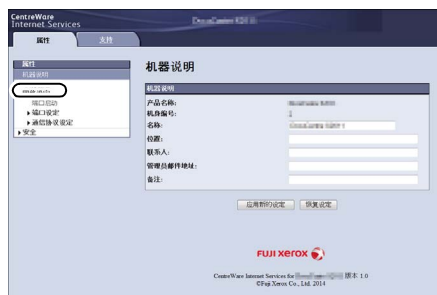 CentreWare
Internet Services
属性
支持
属性
机器说明
端口启动
端口设定
通信协议设定
安全
机器说明
机器说明
产品名称:
机身编号:
名称:
位置:
联系人:
管理员邮件地址:
备注:
应用新的设定
恢复设定
FUJI XEROX
CentreWare Internet Services for 版本 1.0
©Fuji Xerox Co., Ltd. 2014